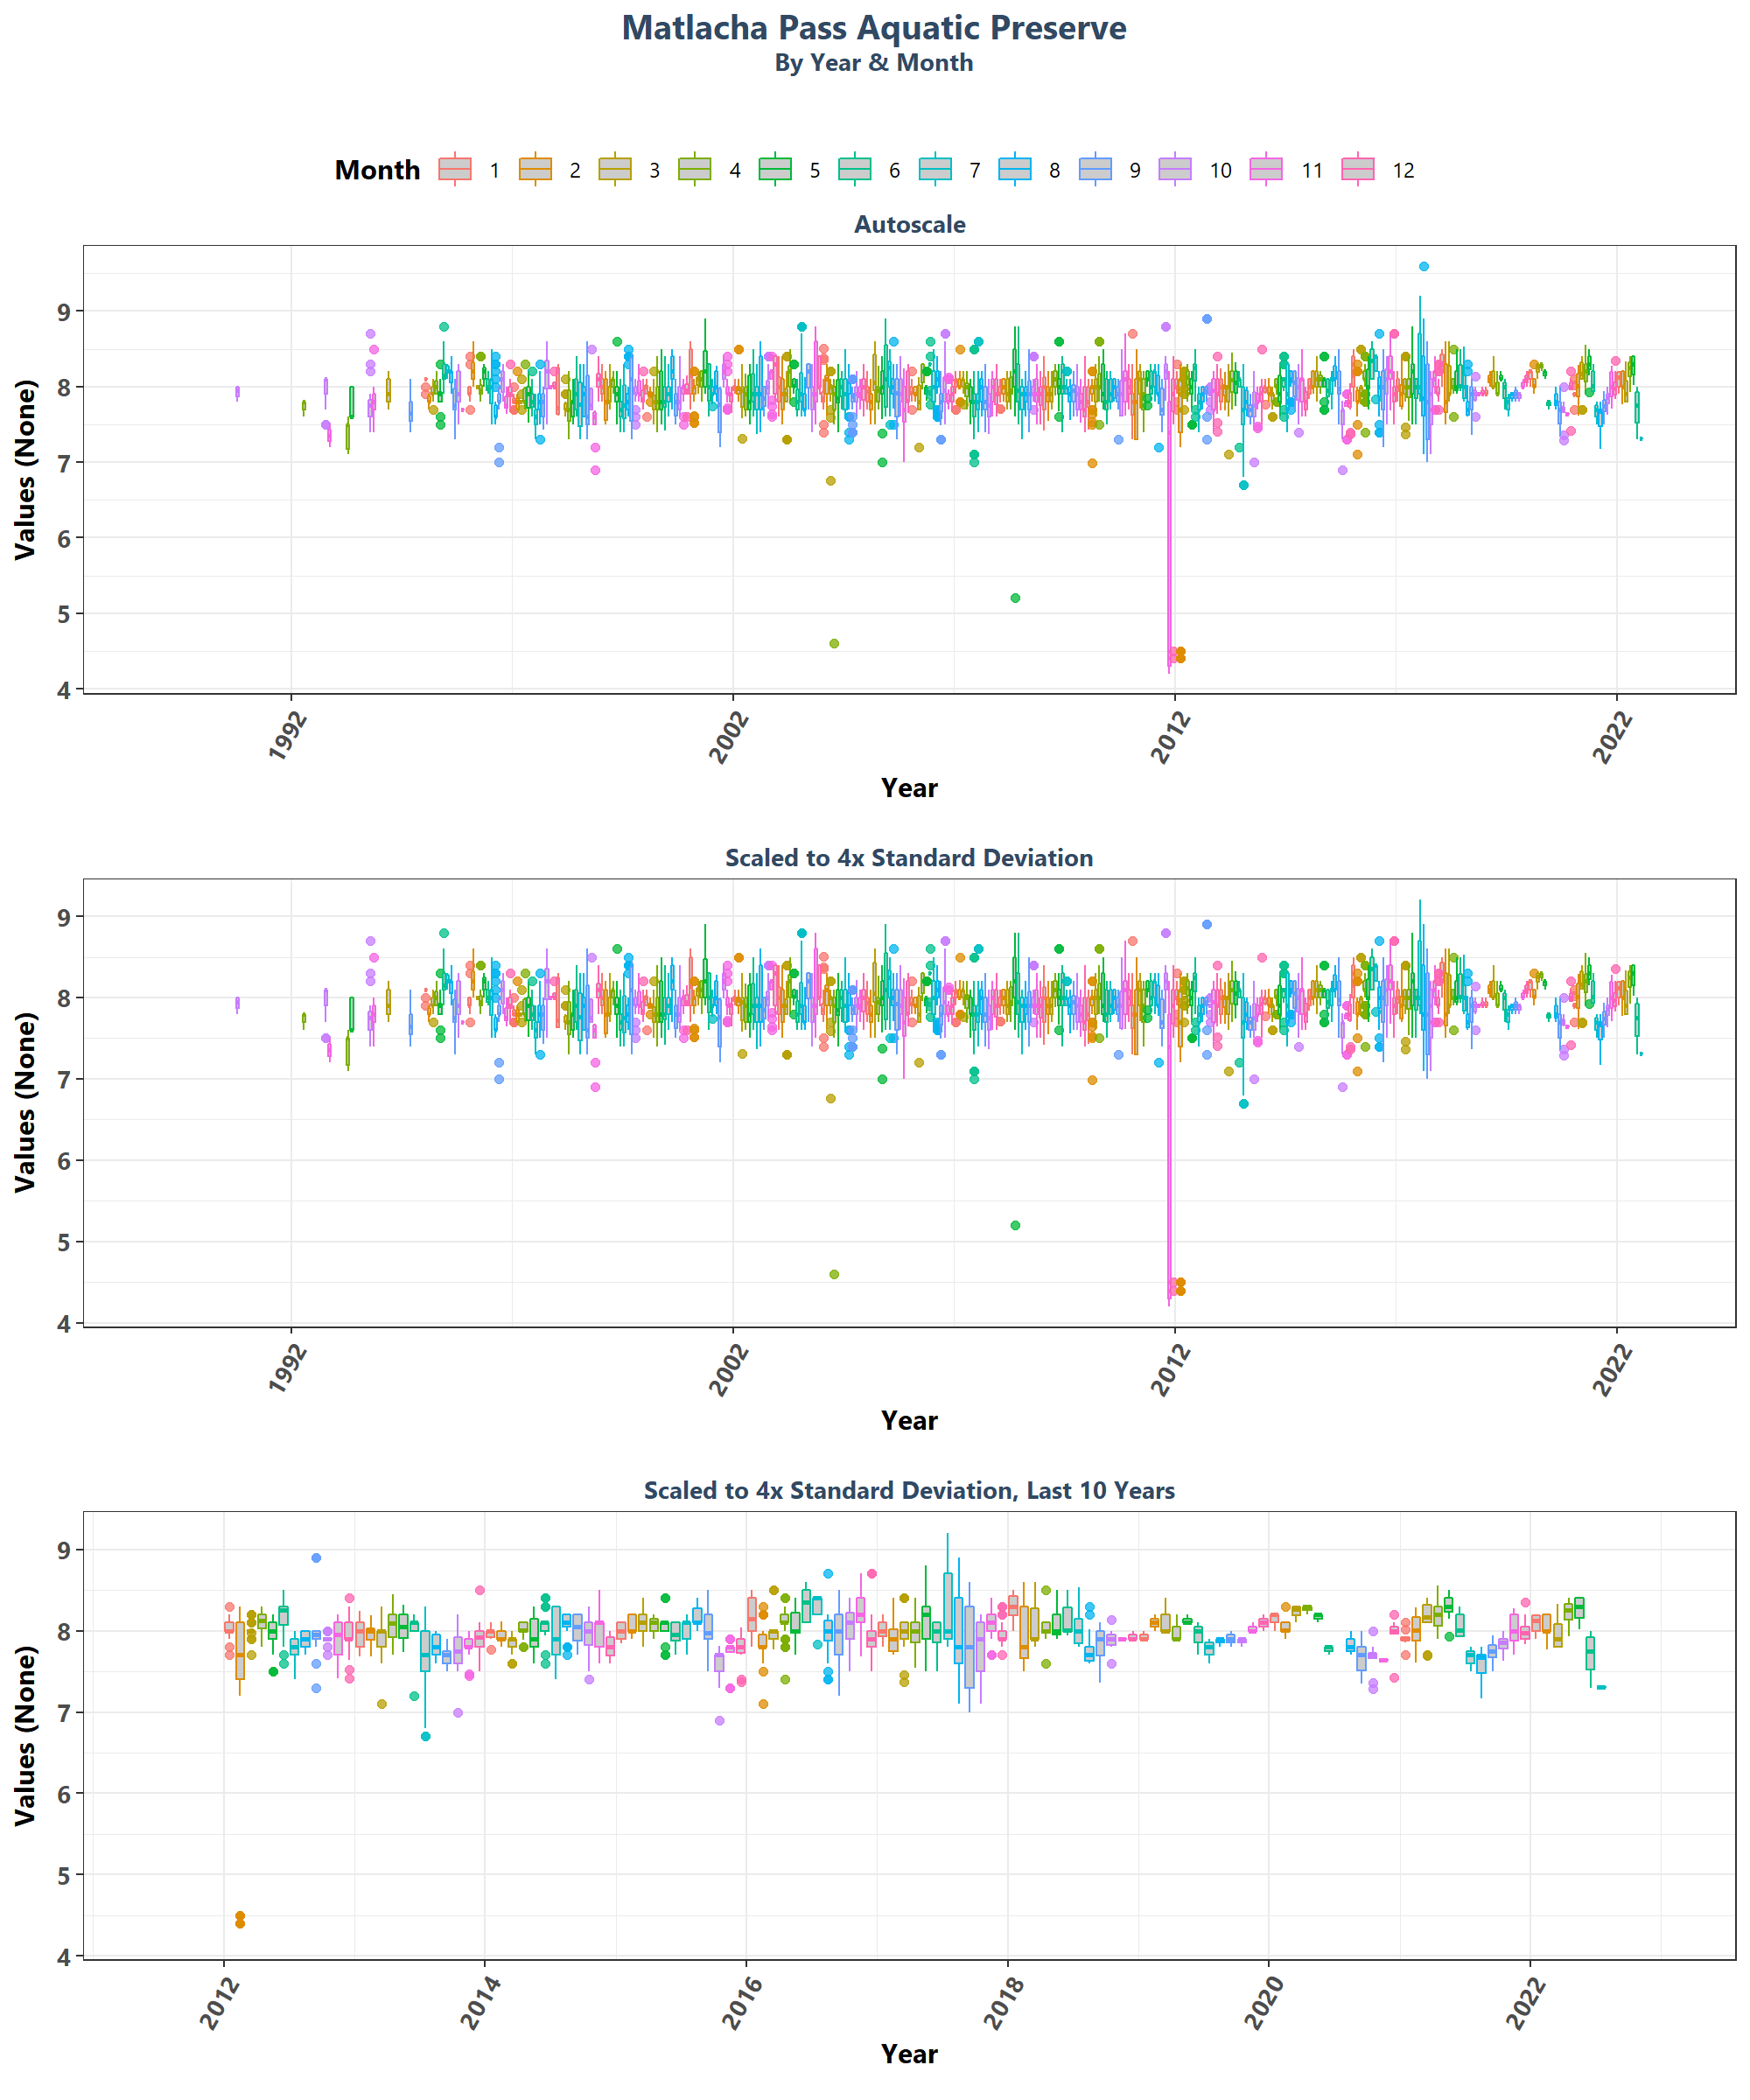 Matlacha Pass Aquatic Preserve
By Year & Month
Month 1 2 3 4 5 6 7 8 9 10 11 12
Autoscale
Values (None)
9
8
7
6
5
4
1992 2002 2012 2022
Year
Scaled to 4x Standard Deviation
Values (None)
9
8
7
6
5
4
1992 2002 2012 2022
Year
Scaled to 4x Standard Deviation, Last 10 Years
Values (None)
9
8
7
6
5
4
2012 2014 2016 2018 2020 2022
Year